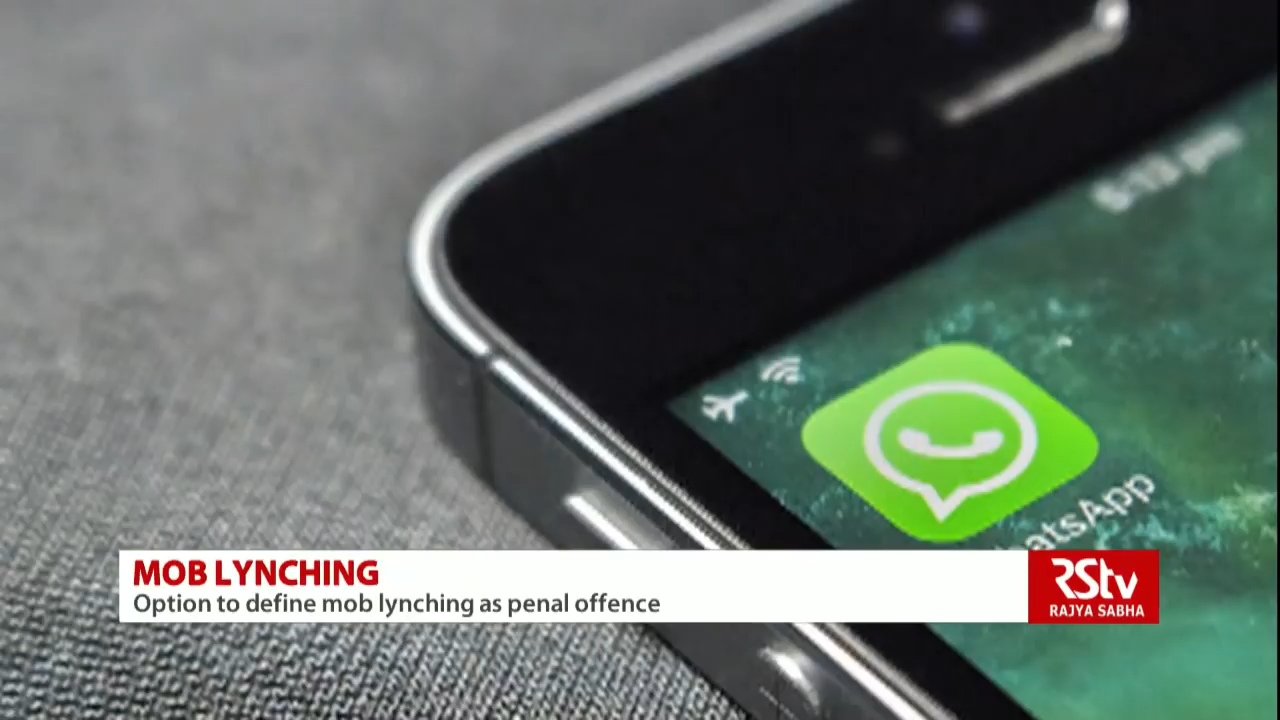 MOB LYNCHING
Option to define mob lynching as penal offence
RStv
RAJYA SABHA